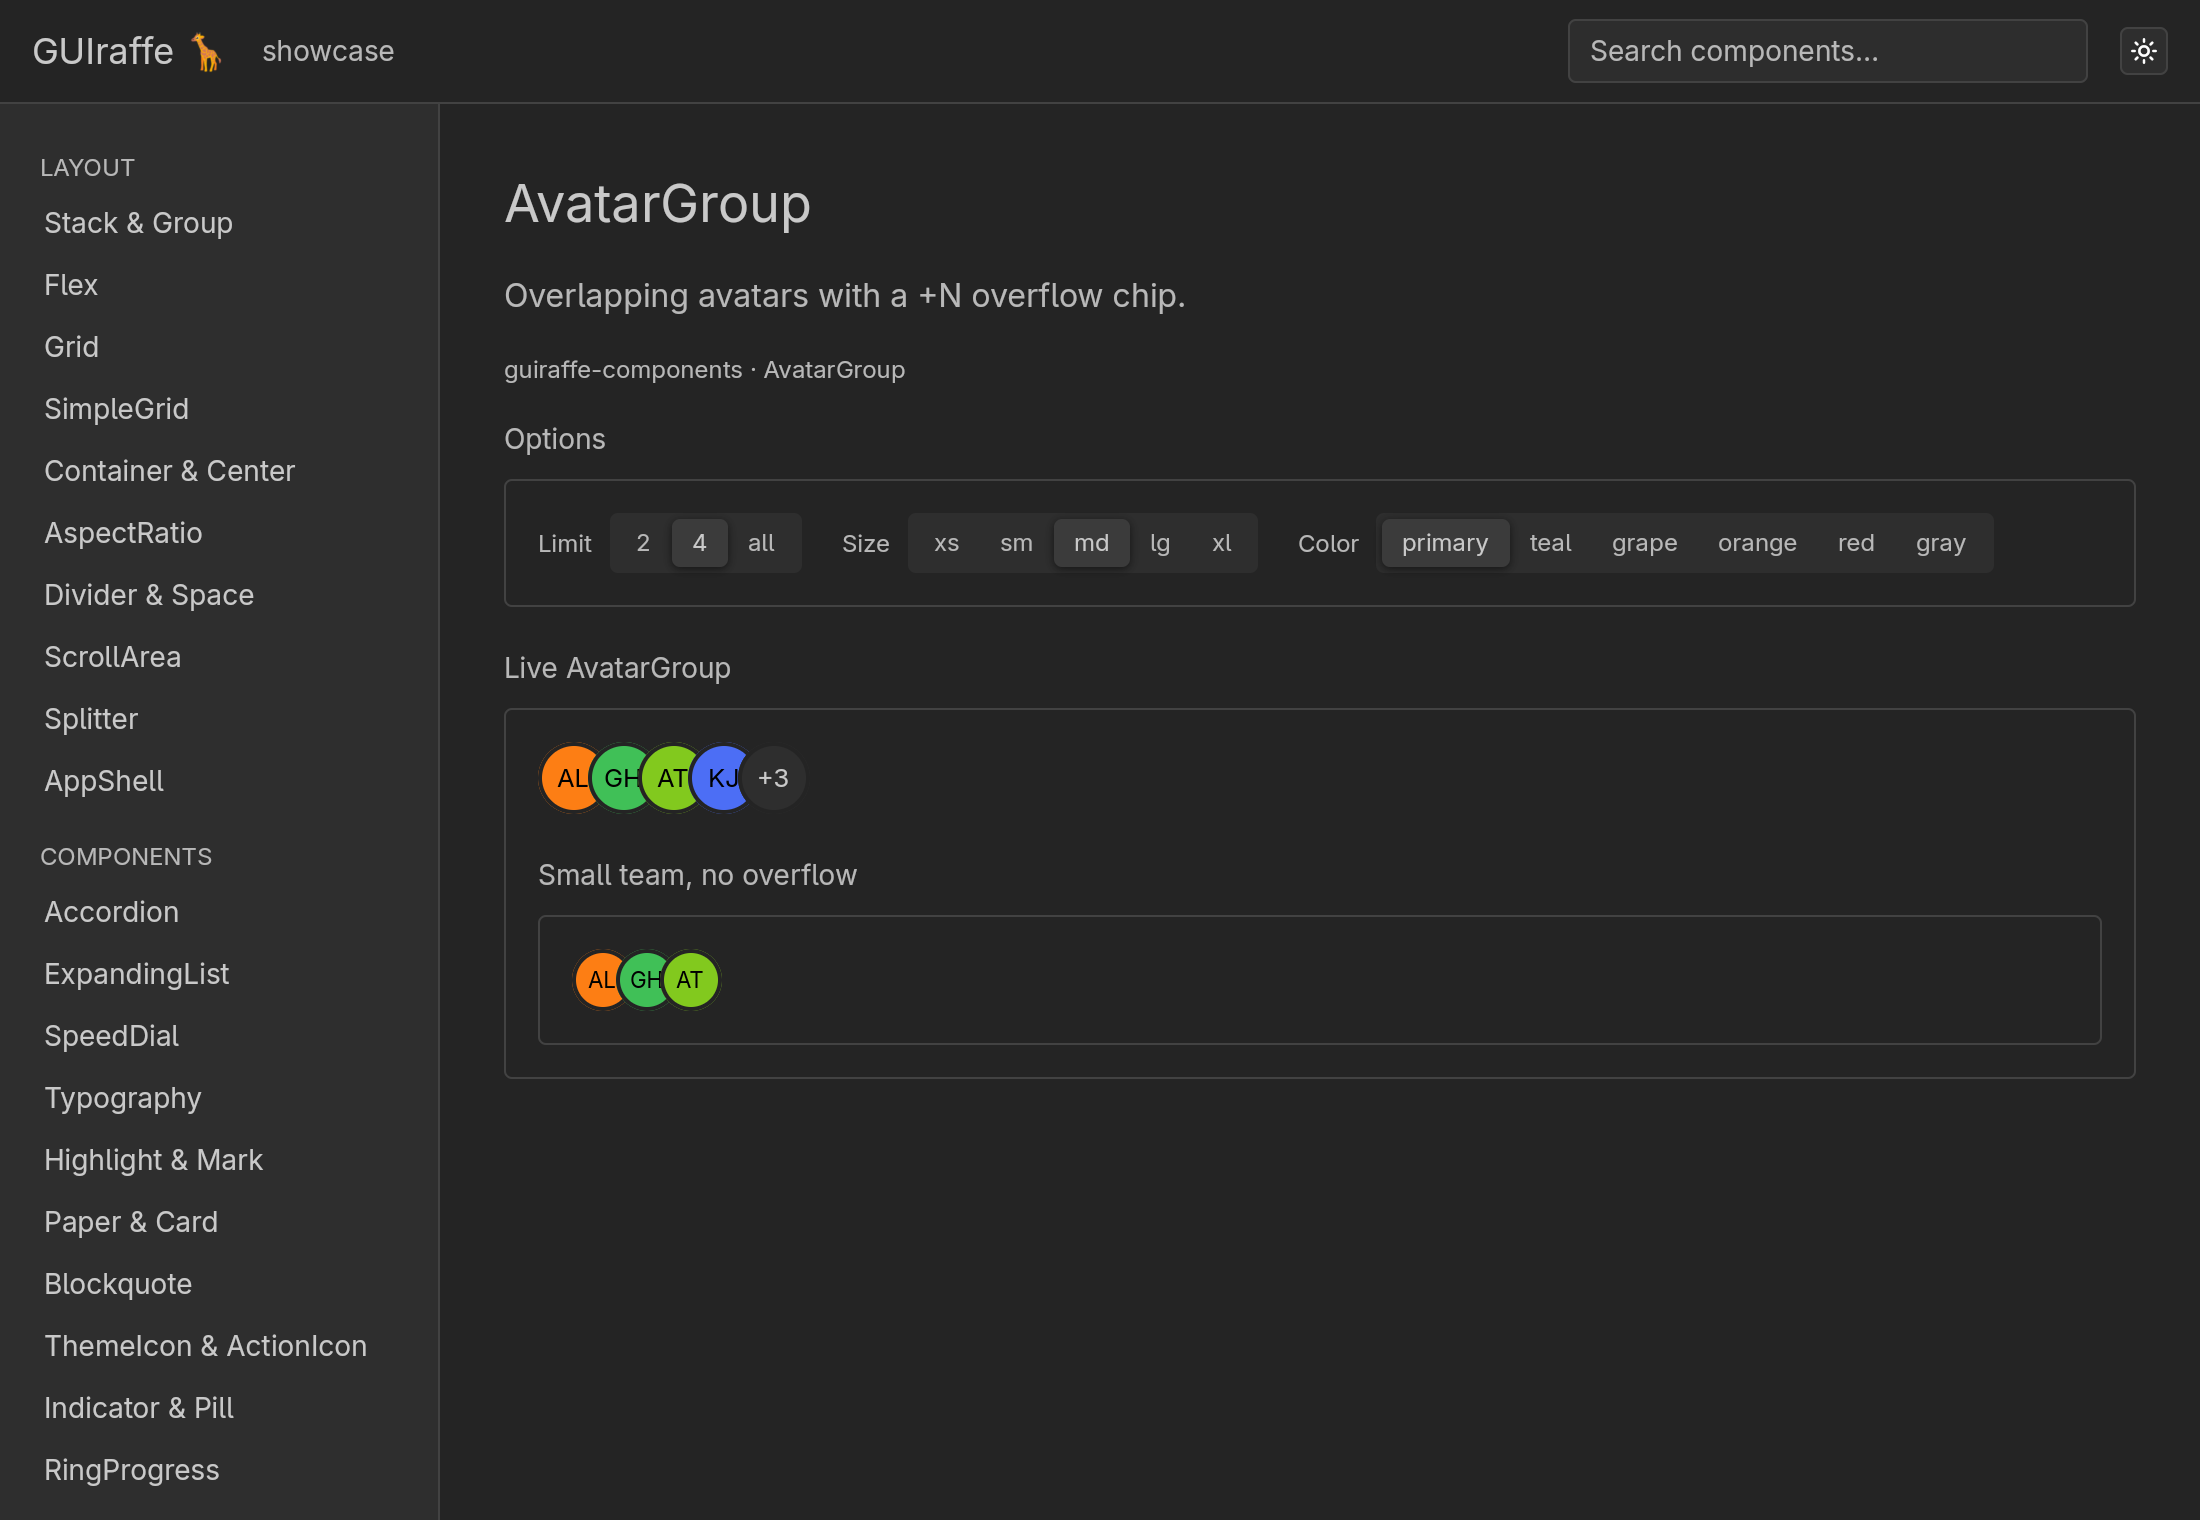 GUIraffe 🦒 showcase Search components...
LAYOUT
Stack & Group
Flex
Grid
SimpleGrid
Container & Center
AspectRatio
Divider & Space
ScrollArea
Splitter
AppShell
COMPONENTS
Accordion
ExpandingList
SpeedDial
Typography
Highlight & Mark
Paper & Card
Blockquote
ThemeIcon & ActionIcon
Indicator & Pill
RingProgress
AvatarGroup
Overlapping avatars with a +N overflow chip.
guiraffe-components · AvatarGroup
Options
Limit 2 4 all Size xs sm md lg xl Color primary teal grape orange red gray
Live AvatarGroup
AL GH AT KJ +3
Small team, no overflow
AL GH AT